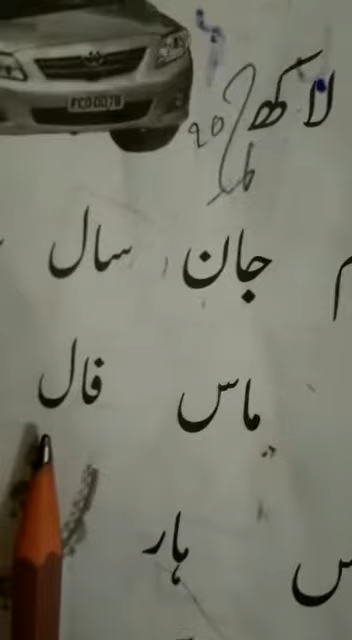 لاکھ
جان سال
ماس فال
ہار